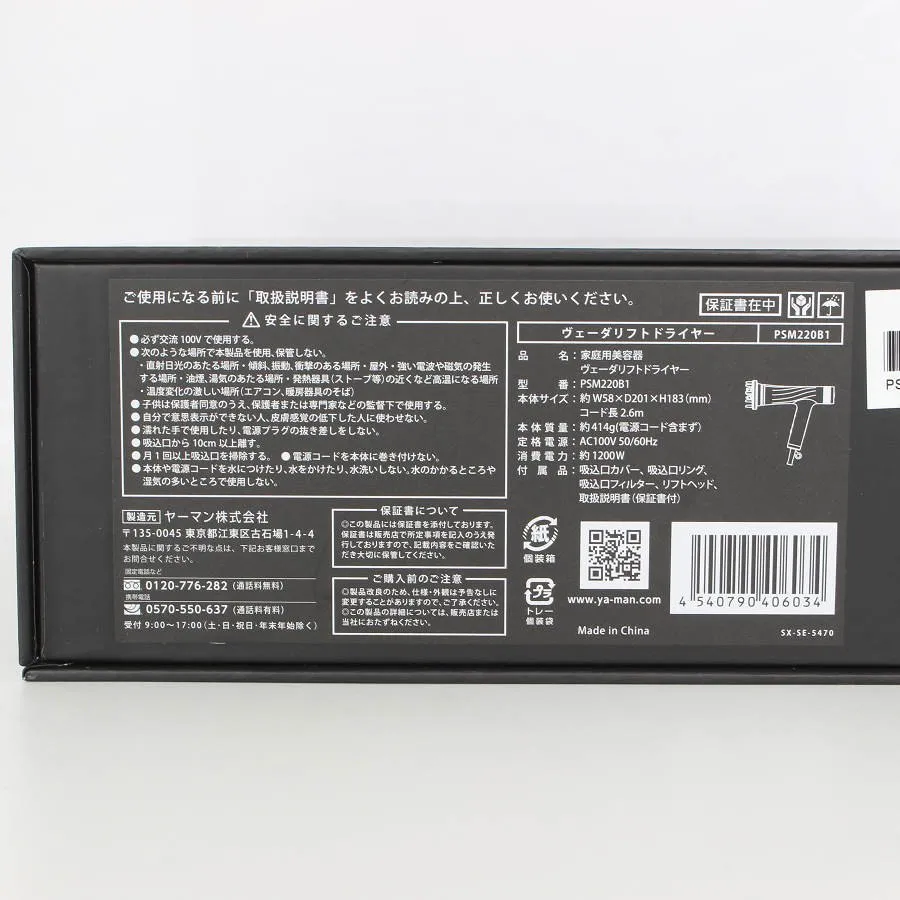 ご使用になる前に「取扱説明書」をよくお読みの上、正しくお使いください。
保証書在中
安全に関するご注意
●必ず交流100Vで使用する。
●次のような場所で本製品を使用、保管しない。
・直射日光のあたる場所・傾斜、振動、衝撃のある場所・屋外・強い電波や磁気の発生
する場所・油煙、湯気のあたる場所・発熱器具(ストーブ等)の近くなど高温になる場所
・温度変化の激しい場所(エアコン、暖房器具のそば)
●子供は保護者同意のうえ、保護者または専門家などの監督下で使用する。
●自分で意思表示ができない人、皮膚感覚の低下した人に使わせない。
●濡れた手で使用したり、電源プラグの抜き差しをしない。
●吸込口から10cm以上離す。
●月1回以上吸込口を掃除する。 ●電源コードを本体に巻き付けない。
●本体や電源コードを水につけたり、水をかけたり、水洗いしない。水のかかるところや
湿気の多いところで使用しない。
ヴェーダリフトドライヤー PSM220B1
品名:家庭用美容器
ヴェーダリフトドライヤー
型番:PSM220B1
本体サイズ:約W58×D201×H183(mm)
コード長2.6m
本体質量:約414g(電源コード含まず)
定格電源:AC100V 50/60Hz
消費電力:約1200W
付属品:吸込口カバー、吸込口リング、
吸込口フィルター、リフトヘッド、
取扱説明書(保証書付)
製造元 ヤーマン株式会社
〒135-0045 東京都江東区古石場1-4-4
本製品に関するご不明な点は、下記お客様窓口まで
お問合せください。
固定電話など
0120-776-282(通話料無料)
携帯電話
0570-550-637(通話料有料)
受付 9:00~17:00(土・日・祝日・年末年始除く)
保証書について
◎この製品には保証書を添付しております。
保証書は販売店で所定事項を記入のうえ発
行しておりますので、記載内容をご確認いた
だき大切に保管してください。
ご購入前のご注意
◎製品改良のため、仕様・外観は予告なしに
変更することがありますので、ご了承ください。
◎この製品の詳細については、販売店または
当社におたずねください。
紙
個装箱
プラ
トレー
個装袋
www.ya-man.com
Made in China
4 540790 406034
SX-SE-5470
PS